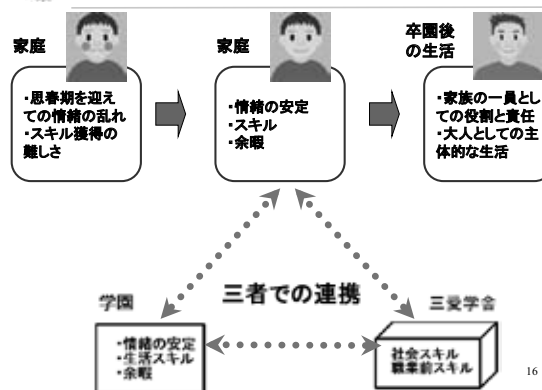 家庭
・思春期を迎え
ての情緒の乱れ
・スキル獲得の
難しさ
家庭
・情緒の安定
・スキル
・余暇
卒園後
の生活
・家族の一員とし
ての役割と責任
・大人としての主
体的な生活
三者での連携
学園
・情緒の安定
・生活スキル
・余暇
三愛学舎
社会スキル
職業前スキル
16